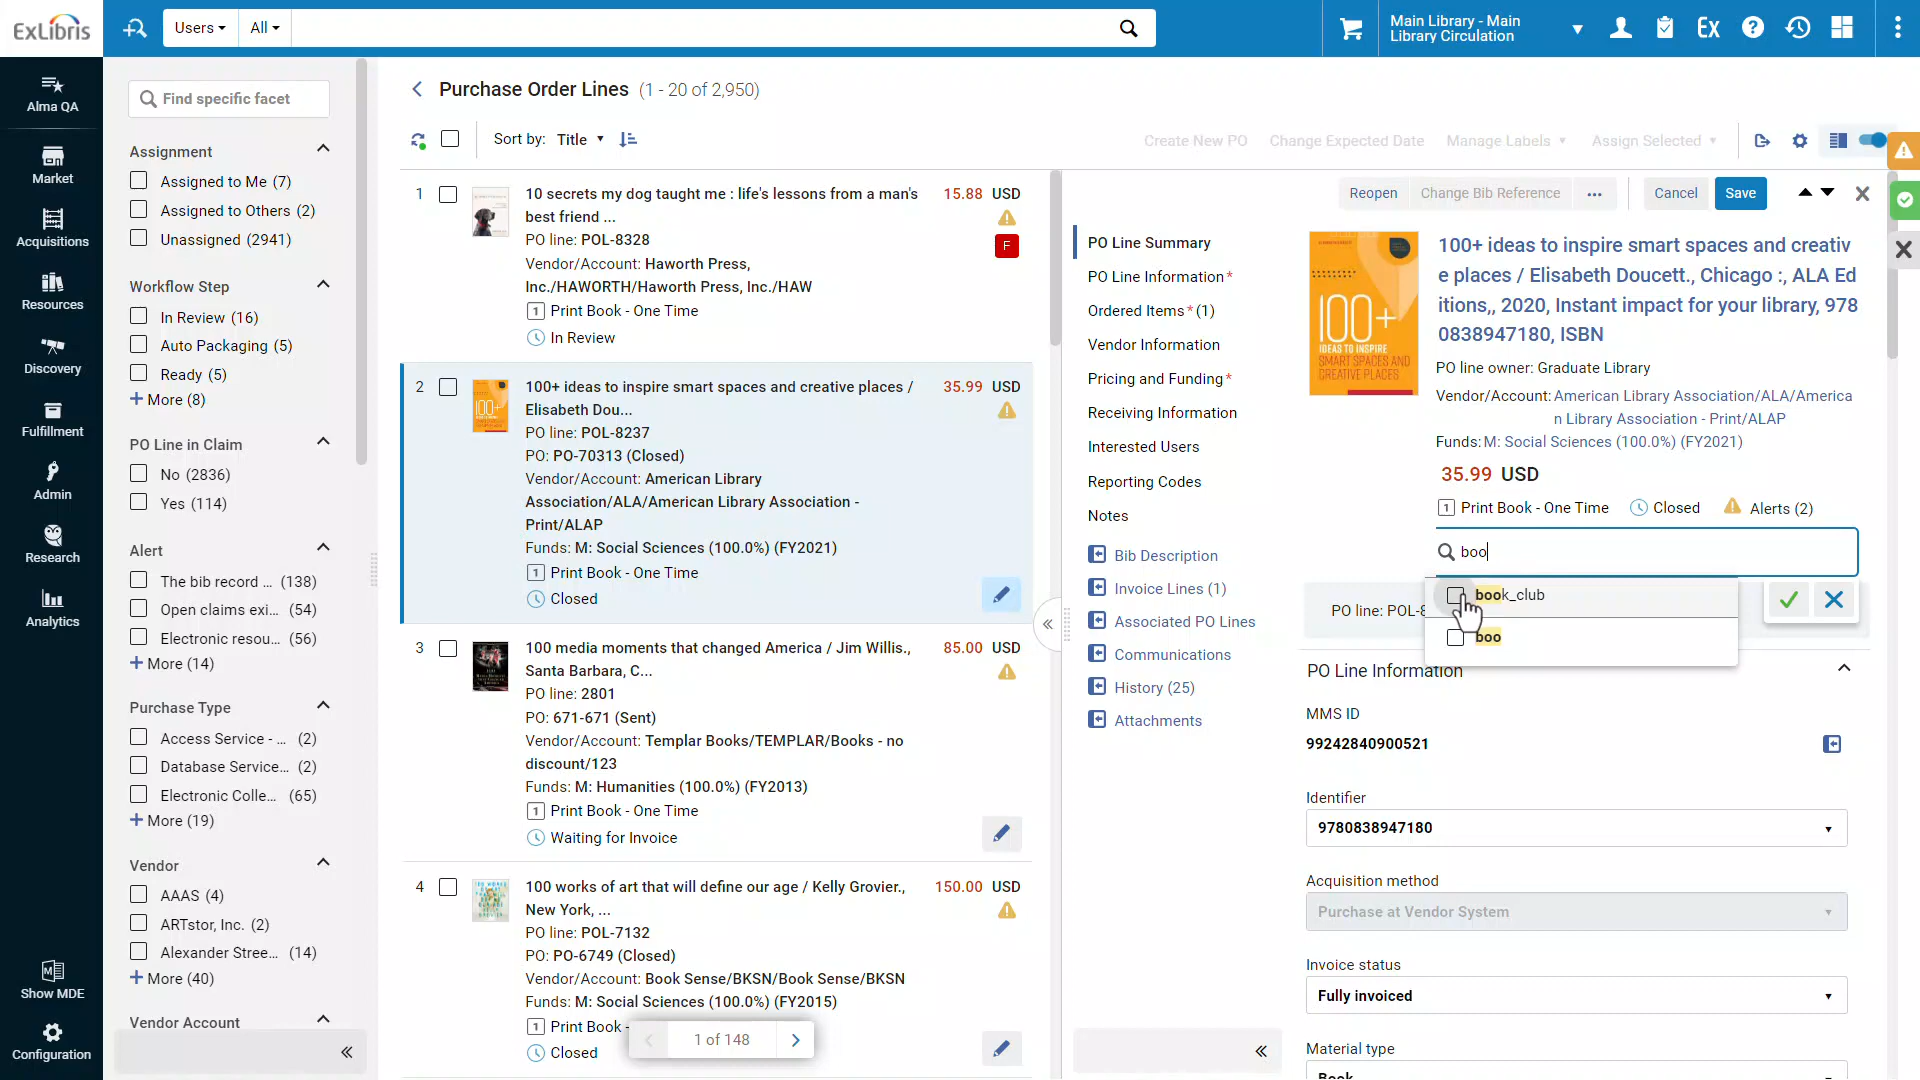 ExLibris
Users
All
Main Library - Main
Library Circulation
Ex
Alma QA
Market
Acquisitions
Resources
Discovery
Fulfillment
Admin
Research
Analytics
Show MDE
Configuration
Find specific facet
Assignment
Assigned to Me (7)
Assigned to Others (2)
Unassigned (2941)
Workflow Step
In Review (16)
Auto Packaging (5)
Ready (5)
+ More (8)
PO Line in Claim
No (2836)
Yes (114)
Alert
The bib record ... (138)
Open claims exi... (54)
Electronic resou... (56)
+ More (14)
Purchase Type
Access Service - ... (2)
Database Service... (2)
Electronic Colle... (65)
+ More (19)
Vendor
AAAS (4)
ARTstor, Inc. (2)
Alexander Stree... (14)
+ More (40)
Vendor Account
Purchase Order Lines (1 - 20 of 2,950)
Sort by: Title
Create New PO
Change Expected Date
Manage Labels
Assign Selected
1
10 secrets my dog taught me : life's lessons from a man's
best friend ...
15.88 USD
F
PO line: POL-8328
Vendor/Account: Haworth Press,
Inc./HAWORTH/Haworth Press, Inc./HAW
1 Print Book - One Time
In Review
2
100+ ideas to inspire smart spaces and creative places /
Elisabeth Dou...
35.99 USD
PO line: POL-8237
PO: PO-70313 (Closed)
Vendor/Account: American Library
Association/ALA/American Library Association -
Print/ALAP
Funds: M: Social Sciences (100.0%) (FY2021)
1 Print Book - One Time
Closed
3
100 media moments that changed America / Jim Willis.,
Santa Barbara, C...
85.00 USD
PO line: 2801
PO: 671-671 (Sent)
Vendor/Account: Templar Books/TEMPLAR/Books - no
discount/123
Funds: M: Humanities (100.0%) (FY2013)
1 Print Book - One Time
Waiting for Invoice
4
100 works of art that will define our age / Kelly Grovier.,
New York, ...
150.00 USD
PO line: POL-7132
PO: PO-6749 (Closed)
Vendor/Account: Book Sense/BKSN/Book Sense/BKSN
Funds: M: Social Sciences (100.0%) (FY2015)
1 Print Book -
Closed
1 of 148
Reopen
Change Bib Reference
Cancel
Save
PO Line Summary
PO Line Information *
Ordered Items * (1)
Vendor Information
Pricing and Funding *
Receiving Information
Interested Users
Reporting Codes
Notes
Bib Description
Invoice Lines (1)
Associated PO Lines
Communications
History (25)
Attachments
100+
IDEAS TO INSPIRE
SMART SPACES AND
CREATIVE PLACES
100+ ideas to inspire smart spaces and creativ
e places / Elisabeth Doucett., Chicago :, ALA Ed
itions,, 2020, Instant impact for your library, 978
0838947180, ISBN
PO line owner: Graduate Library
Vendor/Account: American Library Association/ALA/America
n Library Association - Print/ALAP
Funds: M: Social Sciences (100.0%) (FY2021)
35.99 USD
1 Print Book - One Time
Closed
Alerts (2)
boo
book_club
boo
PO line: POL-8
PO Line Information
MMS ID
99242840900521
Identifier
9780838947180
Acquisition method
Purchase at Vendor System
Invoice status
Fully invoiced
Material type
Book